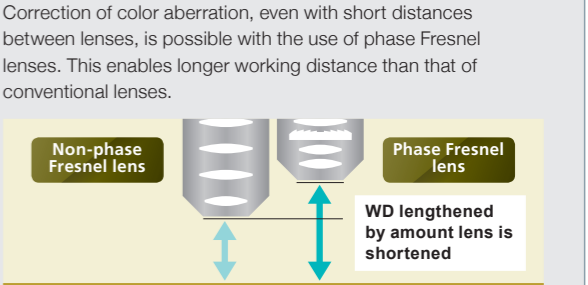 Correction of color aberration, even with short distances
between lenses, is possible with the use of phase Fresnel
lenses. This enables longer working distance than that of
conventional lenses.
Non-phase
Fresnel lens
Phase Fresnel
lens
WD lengthened
by amount lens is
shortened